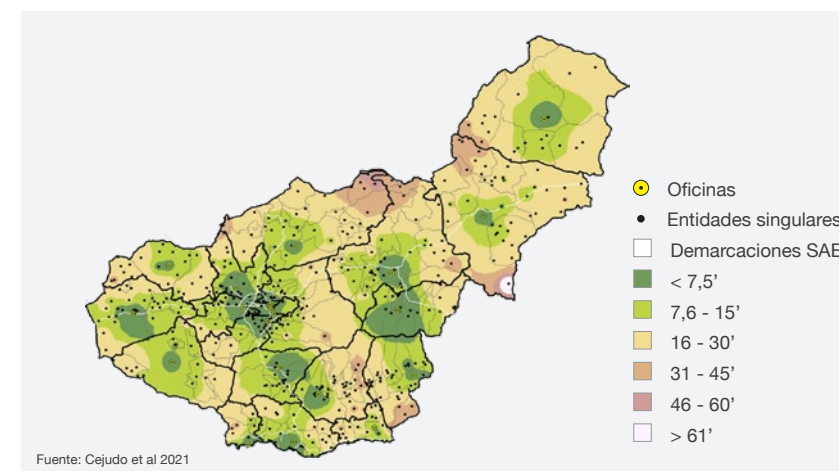 Oficinas
Entidades singulares
Demarcaciones SAE
< 7,5’
7,6 - 15’
16 - 30’
31 - 45’
46 - 60’
> 61’
Fuente: Cejudo et al 2021